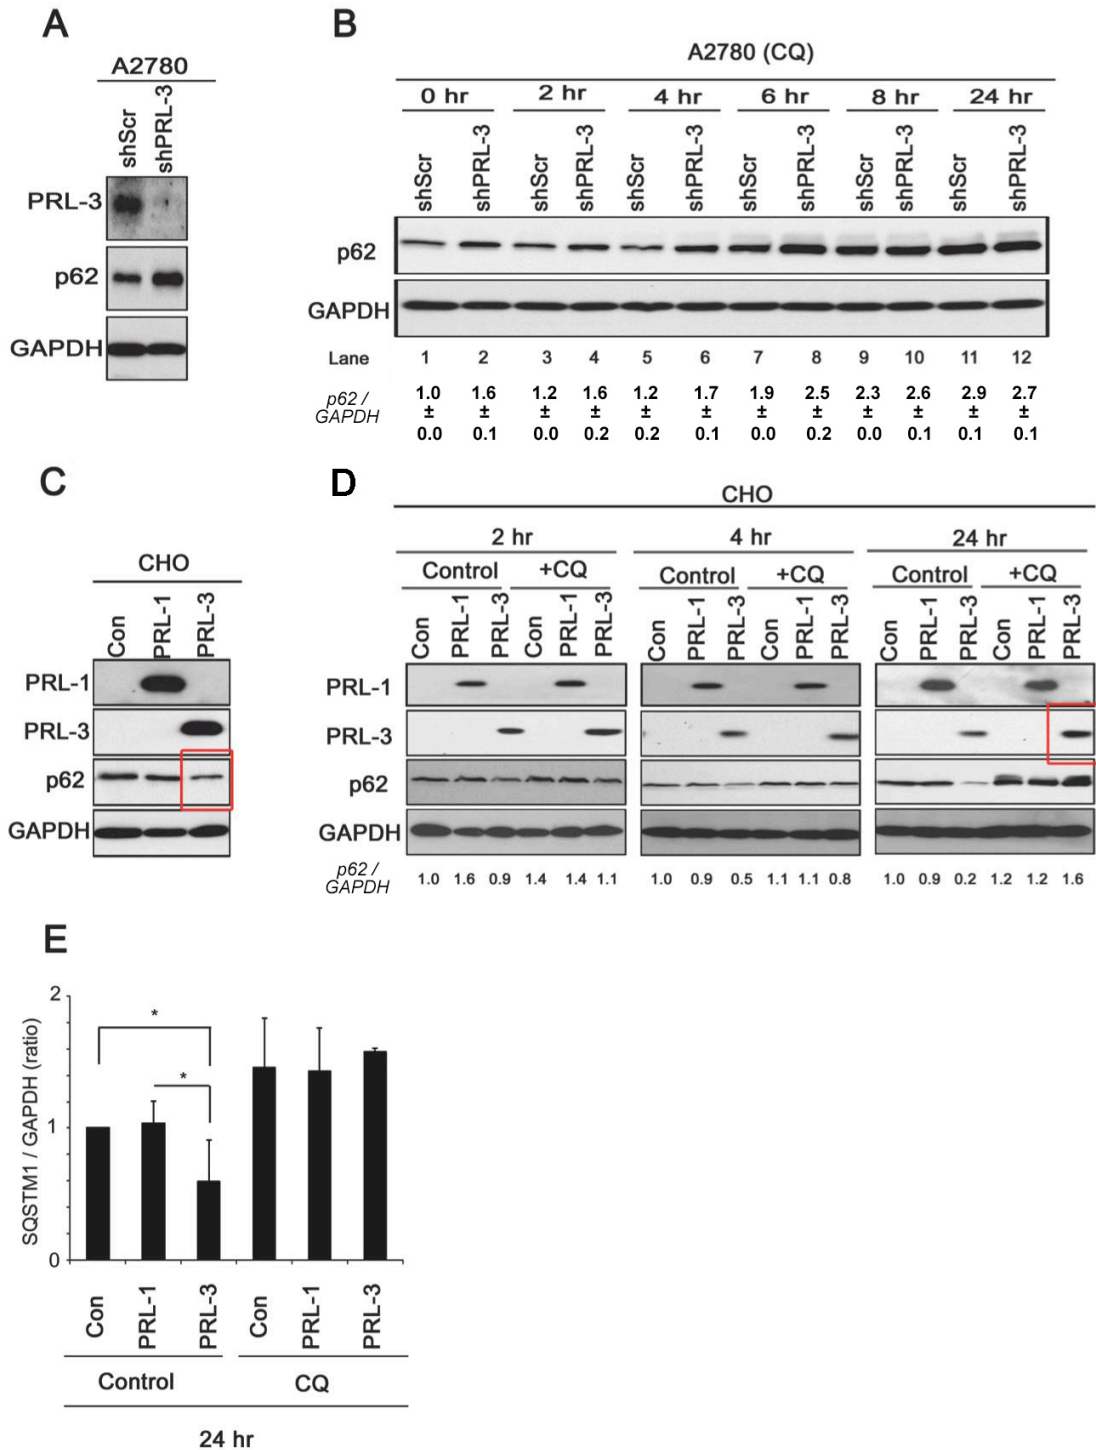 A
A2780
shScr
shPRL-3
PRL-3
p62
GAPDH
B
A2780 (CQ)
0 hr 2 hr 4 hr 6 hr 8 hr 24 hr
shScr shPRL-3 shScr shPRL-3 shScr shPRL-3 shScr shPRL-3 shScr shPRL-3 shScr shPRL-3
p62
GAPDH
Lane 1 2 3 4 5 6 7 8 9 10 11 12
p62 / 1.0 1.6 1.2 1.6 1.2 1.7 1.9 2.5 2.3 2.6 2.9 2.7
GAPDH ± ± ± ± ± ± ± ± ± ± ± ±
0.0 0.1 0.0 0.2 0.2 0.1 0.0 0.2 0.0 0.1 0.1 0.1
C
CHO
Con PRL-1 PRL-3
PRL-1
PRL-3
p62
GAPDH
D
CHO
2 hr 4 hr 24 hr
Control +CQ Control +CQ Control +CQ
Con PRL-1 PRL-3 Con PRL-1 PRL-3 Con PRL-1 PRL-3 Con PRL-1 PRL-3 Con PRL-1 PRL-3 Con PRL-1 PRL-3
PRL-1
PRL-3
p62
GAPDH
p62 /
GAPDH 1.0 1.6 0.9 1.4 1.4 1.1 1.0 0.9 0.5 1.1 1.1 0.8 1.0 0.9 0.2 1.2 1.2 1.6
E
SQSTM1 / GAPDH (ratio)
2
1
0
* *
Con PRL-1 PRL-3 Con PRL-1 PRL-3
Control CQ
24 hr